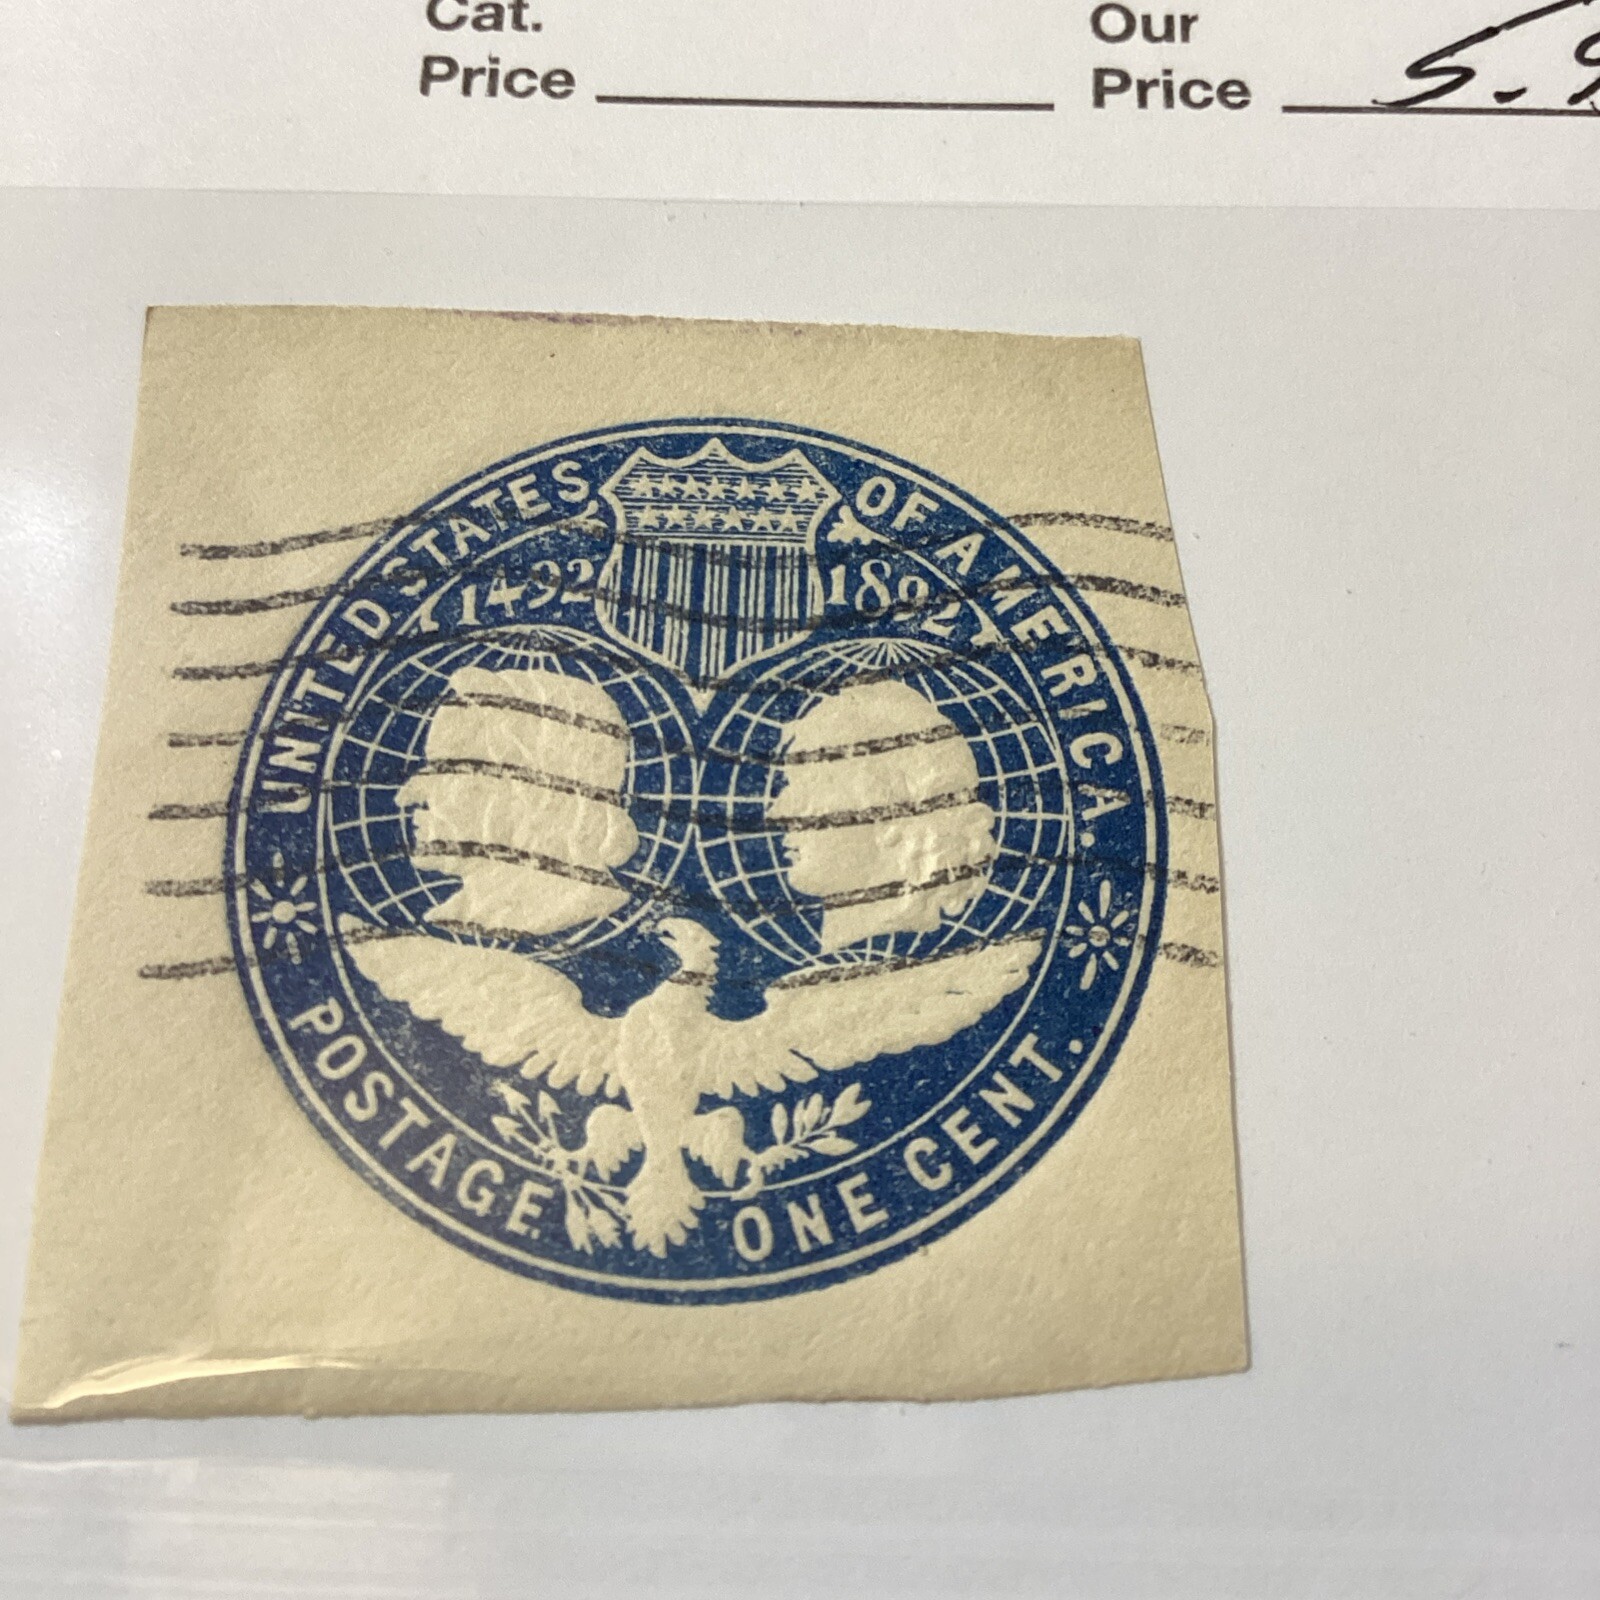 Cat.
Price
Our
Price
UNITED STATES OF AMERICA.
1492 1892
POSTAGE ONE CENT.